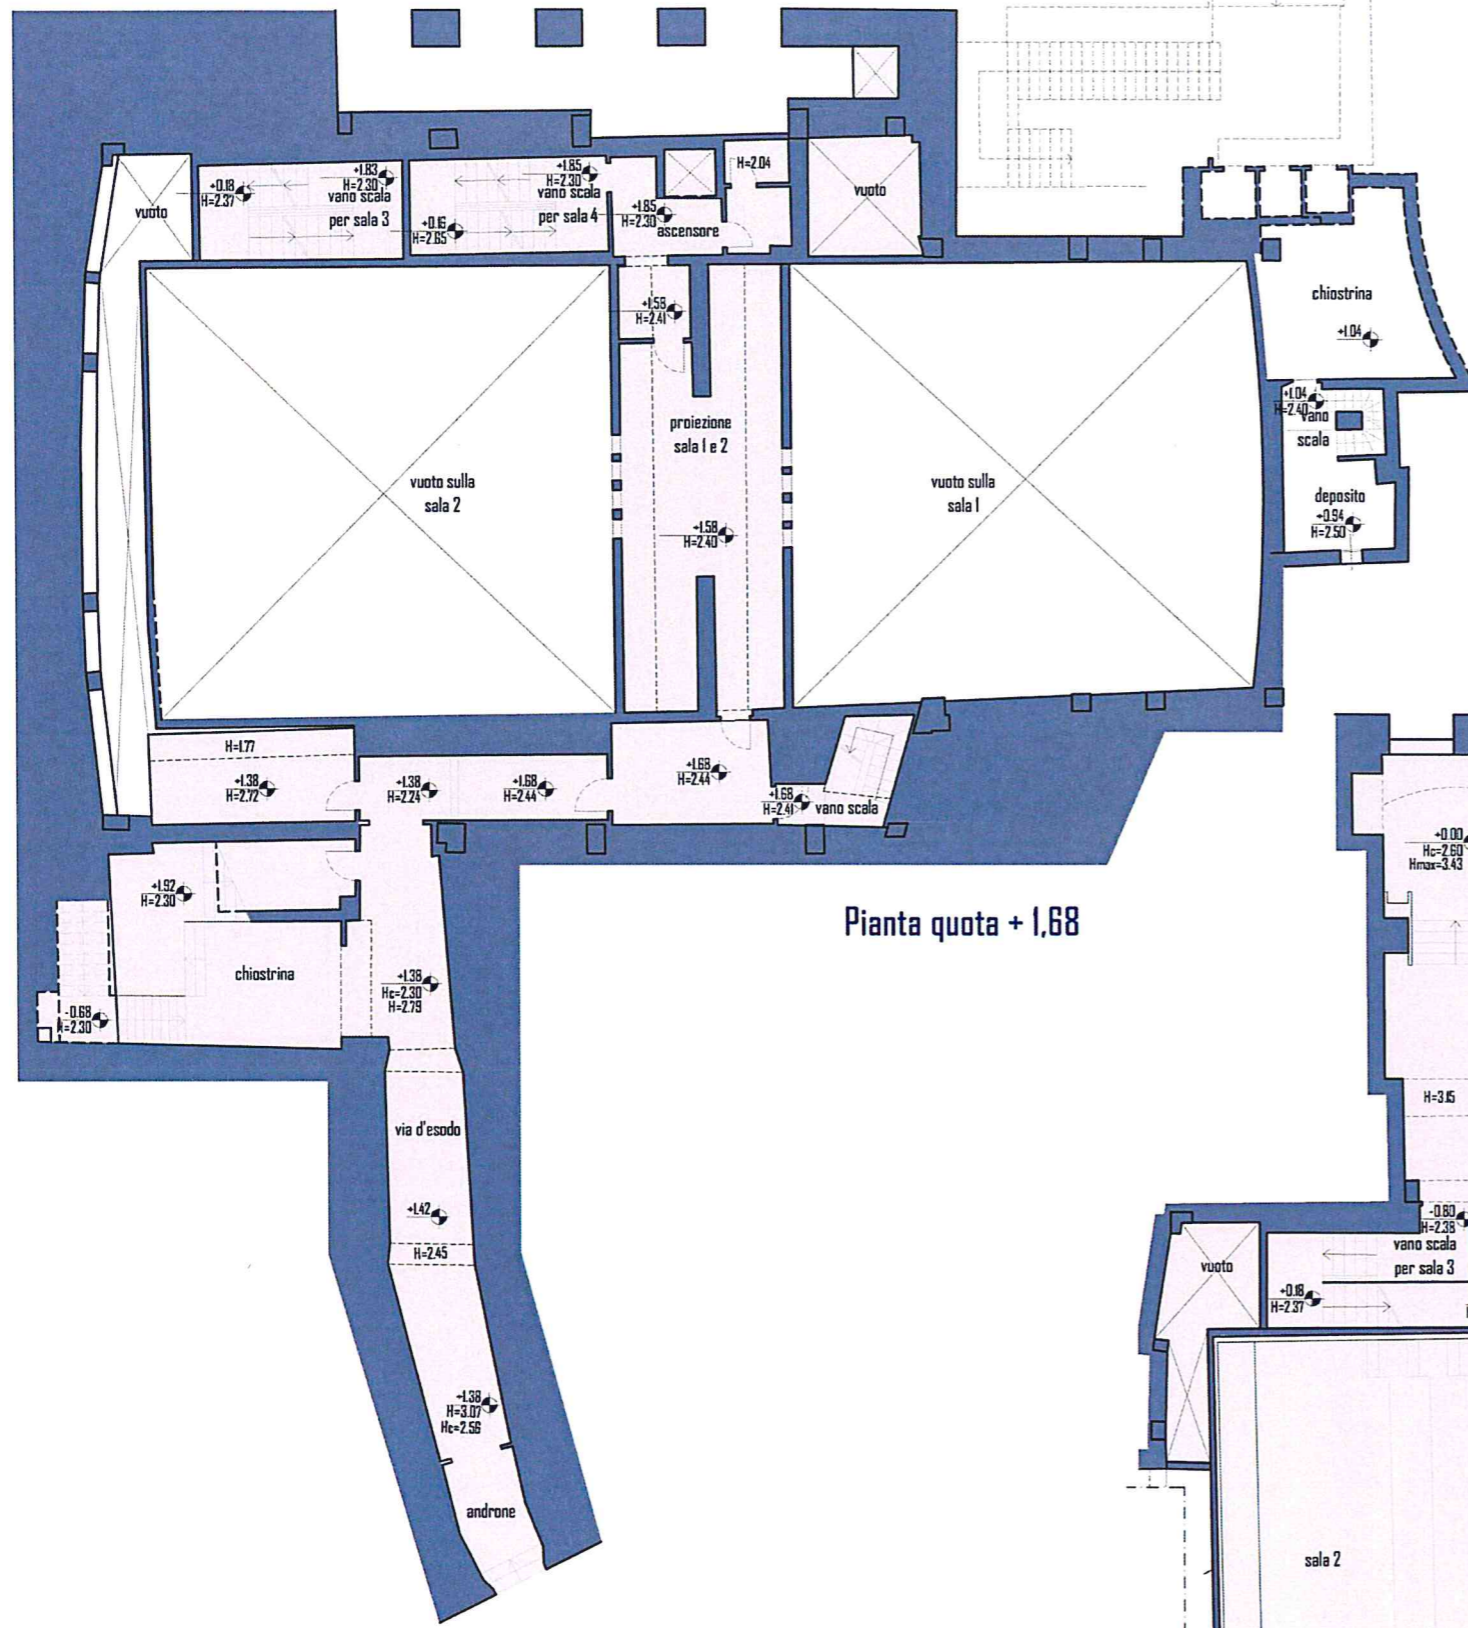 H=2.04
+1.83
H=2.30
vano scala
per sala 3
+0.18
H=2.37
+1.85
H=2.30
vano scala
per sala 4
+0.16
H=2.65
+1.85
H=2.30
ascensore
vuoto
vuoto
chiostrina
+1.04
+1.58
H=2.41
+1.04
H=2.40
vano
scala
proiezione
sala 1 e 2
vuoto sulla
sala 2
vuoto sulla
sala 1
deposito
+0.94
H=2.50
+1.58
H=2.40
H=1.77
+1.38
H=2.72
+1.38
H=2.24
+1.68
H=2.44
+1.68
H=2.44
+1.68
H=2.41
vano scala
+0.00
Hc=2.60
Hmax=3.43
+1.92
H=2.30
Pianta quota + 1,68
chiostrina
+1.38
Hc=2.30
H=2.79
-0.68
H=2.30
H=3.15
via d'esodo
+1.42
H=2.45
-0.80
H=2.38
vano scala
per sala 3
vuoto
+0.18
H=2.37
+1.38
H=3.07
Hc=2.56
androne
sala 2